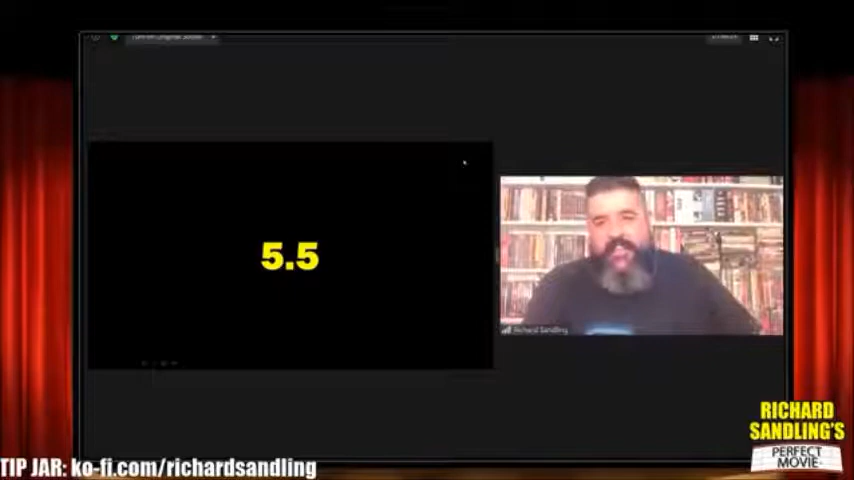 5.5
Richard Sandling
RICHARD
SANDLING'S
PERFECT
MOVIE
TIP JAR: ko-fi.com/richardsandling